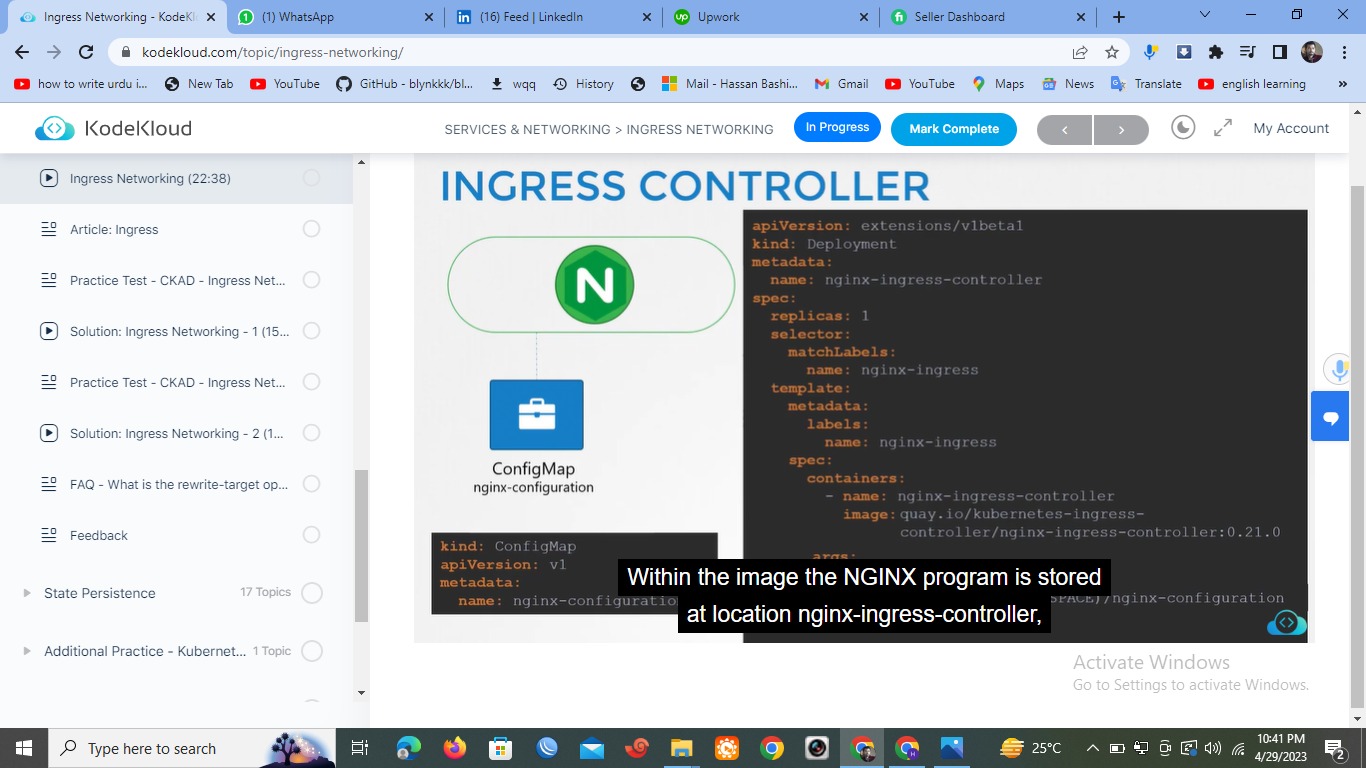 Ingress Networking - KodeKlo
(1) WhatsApp
(16) Feed | LinkedIn
Upwork
Seller Dashboard
kodekloud.com/topic/ingress-networking/
how to write urdu i...
New Tab
YouTube
GitHub - blynkkk/bl...
wqq
History
Mail - Hassan Bashi...
Gmail
YouTube
Maps
News
Translate
english learning
»
KodeKloud
SERVICES & NETWORKING > INGRESS NETWORKING
In Progress
Mark Complete
My Account
Ingress Networking (22:38)
Article: Ingress
Practice Test - CKAD - Ingress Net...
Solution: Ingress Networking - 1 (15...
Practice test - CKAD - Ingress Net...
Solution: Ingress Networking - 2 (1...
FAQ - What is the rewrite-target op...
Feedback
State Persistence
17 Topics
Additional Practice - Kubernet...
1 Topic
INGRESS CONTROLLER
N
ConfigMap
nginx-configuration
kind: ConfigMap
apiVersion: v1
metadata:
name: nginx-configuration
apiVersion: extensions/v1beta1
kind: Deployment
metadata:
name: nginx-ingress-controller
spec:
replicas: 1
selector:
matchLabels:
name: nginx-ingress
template:
metadata:
labels:
name: nginx-ingress
spec:
containers:
- name: nginx-ingress-controller
image: quay.io/kubernetes-ingress-
controller/nginx-ingress-controller:0.21.0
args:
SPACE)/nginx-configuration
Within the image the NGINX program is stored
at location nginx-ingress-controller,
Activate Windows
Go to Settings to activate Windows.
Type here to search
25°C
10:41 PM
4/29/2023
2